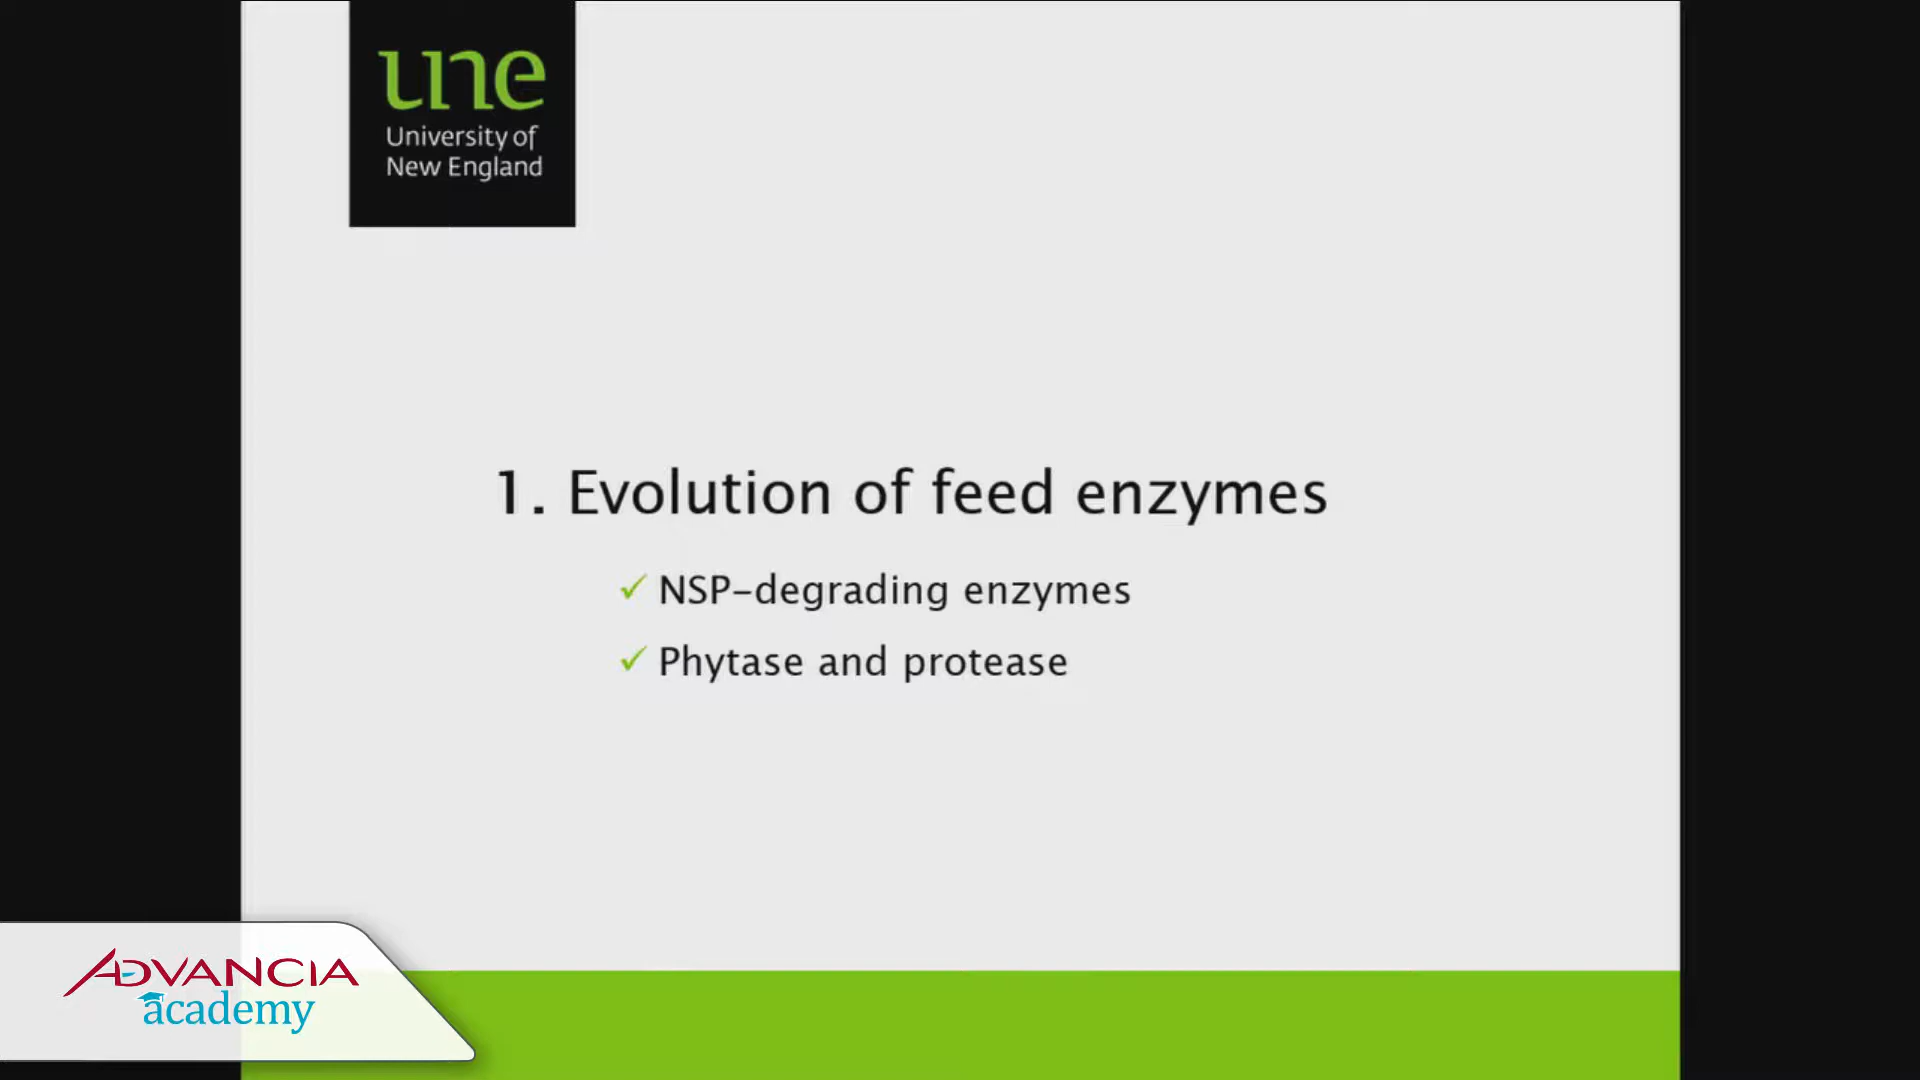 une
University of
New England
1. Evolution of feed enzymes
✓ NSP-degrading enzymes
✓ Phytase and protease
ADVANCIA
academy